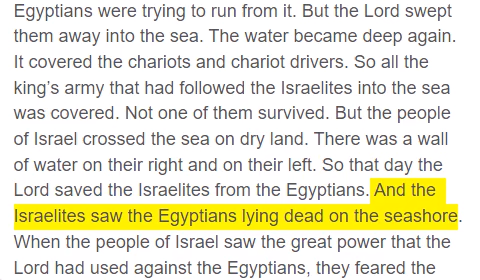 Egyptians were trying to run from it. But the Lord swept
them away into the sea. The water became deep again.
It covered the chariots and chariot drivers. So all the
king’s army that had followed the Israelites into the sea
was covered. Not one of them survived. But the people
of Israel crossed the sea on dry land. There was a wall
of water on their right and on their left. So that day the
Lord saved the Israelites from the Egyptians. And the
Israelites saw the Egyptians lying dead on the seashore.
When the people of Israel saw the great power that the
Lord had used against the Egyptians, they feared the